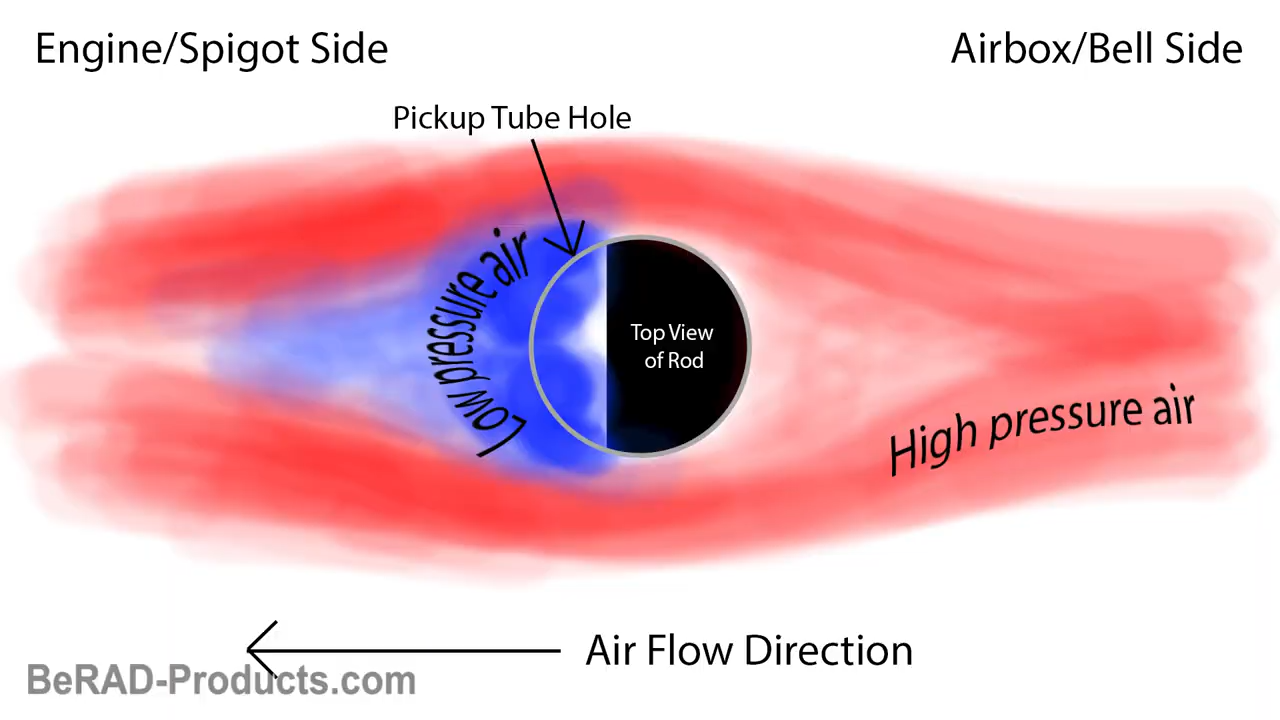 Engine/Spigot Side
Airbox/Bell Side
Pickup Tube Hole
Low pressure air
Top View
of Rod
High pressure air
Air Flow Direction
BeRAD-Products.com